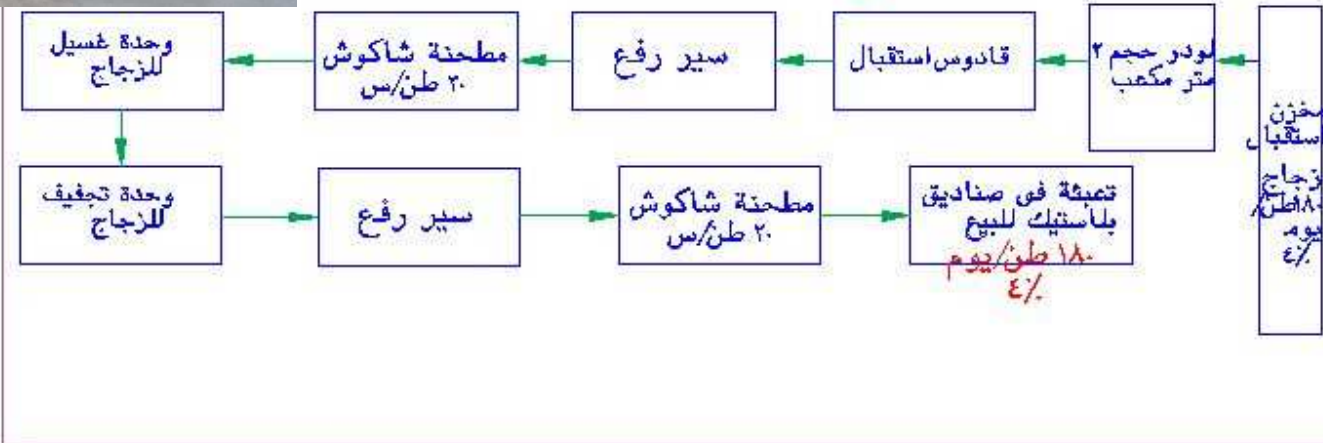 مخزن
استقبال
زجاج
١٨٠طن/
يوم
٤٪
لودر حجم ٢
متر مكعب
قادوس استقبال
سير رفع
مطحنة شاكوش
٢٠ طن/س
وحدة غسيل
للزجاج
وحدة تجفيف
للزجاج
سير رفع
مطحنة شاكوش
٢٠ طن/س
تعبئة فى صناديق
بلاستيك للبيع
١٨٠ طن/يوم
٤٪